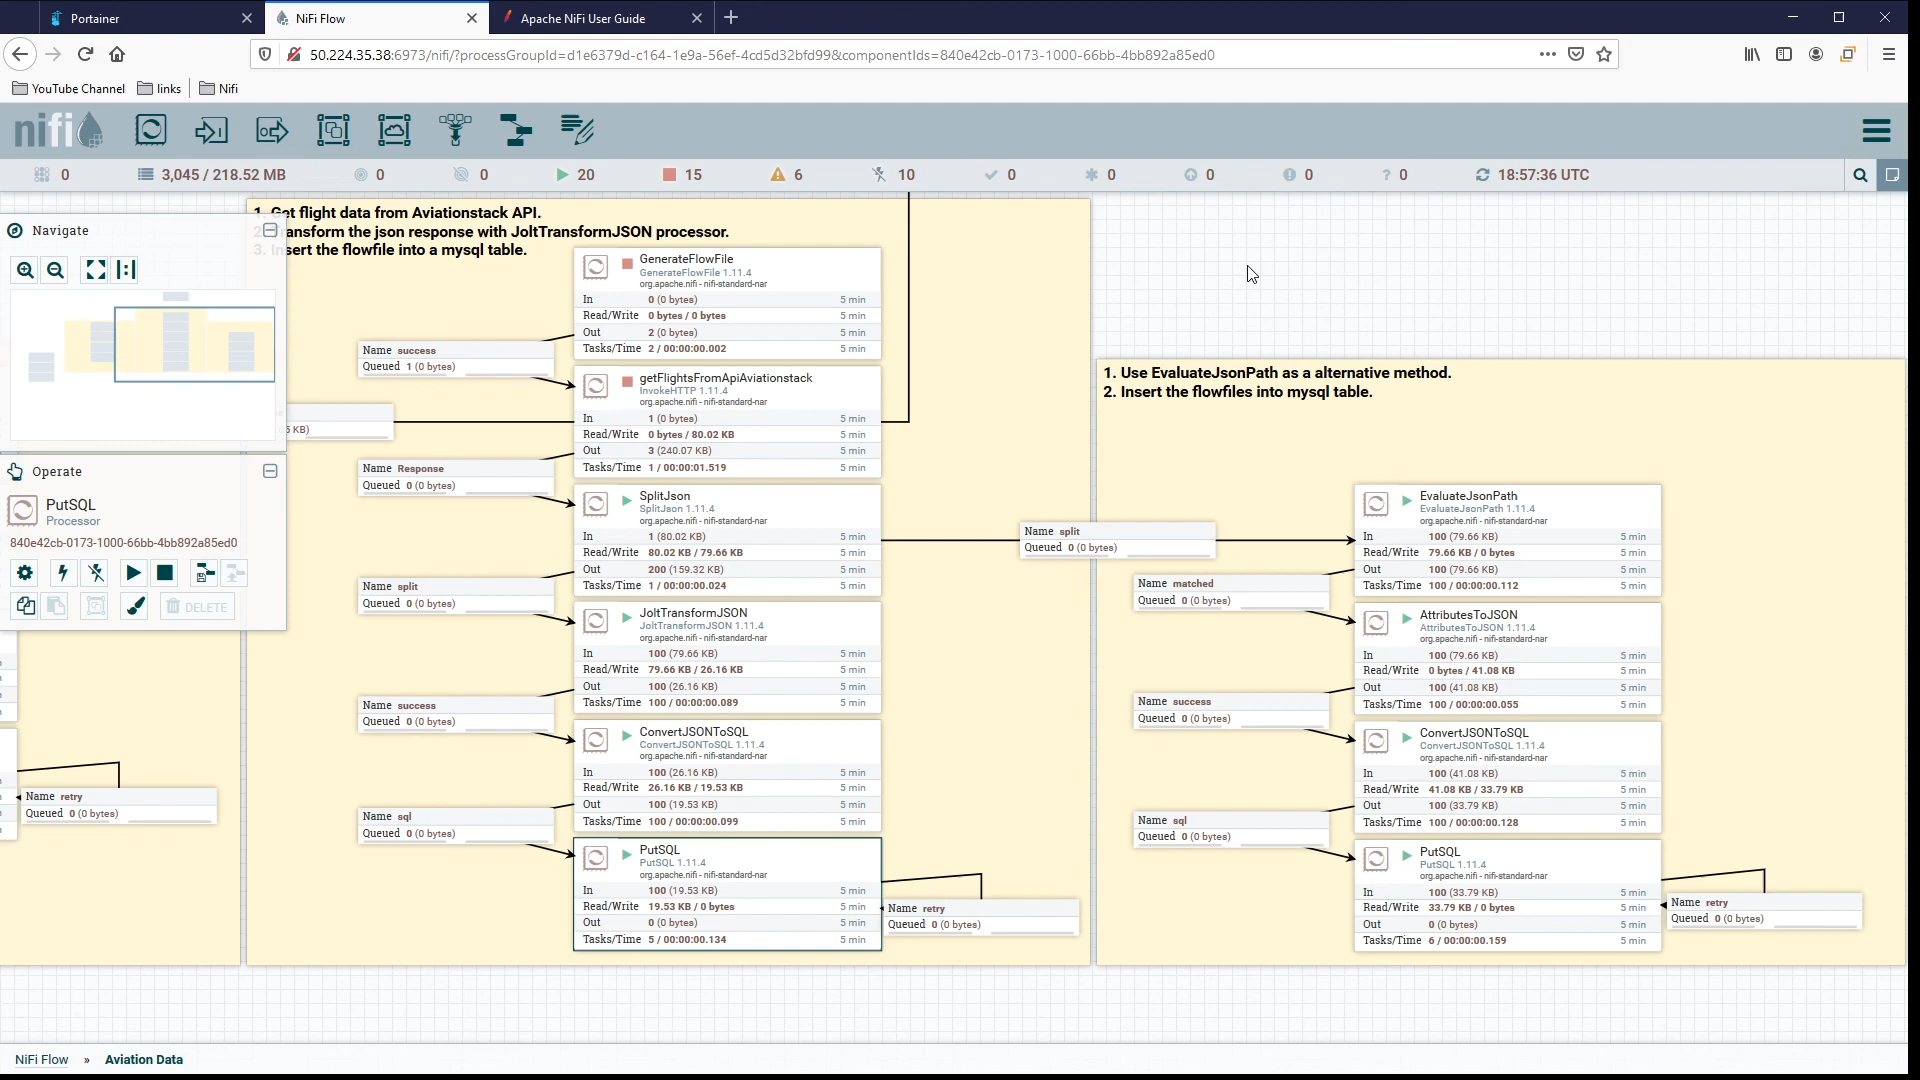 Portainer
NiFi Flow
Apache NiFi User Guide
50.224.35.38:6973/nifi/?processGroupId=d1e6379d-c164-1e9a-56ef-4cd5d32bfd99&componentIds=840e42cb-0173-1000-66bb-4bb892a85ed0
YouTube Channel
links
Nifi
nifi
0
3,045 / 218.52 MB
0
0
20
15
6
10
0
0
0
0
0
18:57:36 UTC
1. Get flight data from Aviationstack API.
2. Transform the json response with JoltTransformJSON processor.
3. Insert the flowfile into a mysql table.
Navigate
Operate
PutSQL
Processor
840e42cb-0173-1000-66bb-4bb892a85ed0
DELETE
Name retry
Queued 0 (0 bytes)
GenerateFlowFile
GenerateFlowFile 1.11.4
org.apache.nifi - nifi-standard-nar
In 0 (0 bytes) 5 min
Read/Write 0 bytes / 0 bytes 5 min
Out 2 (0 bytes) 5 min
Tasks/Time 2 / 00:00:00.002 5 min
Name success
Queued 1 (0 bytes)
getFlightsFromApiAviationstack
InvokeHTTP 1.11.4
org.apache.nifi - nifi-standard-nar
In 1 (0 bytes) 5 min
Read/Write 0 bytes / 80.02 KB 5 min
Out 3 (240.07 KB) 5 min
Tasks/Time 1 / 00:00:01.519 5 min
Name Response
Queued 0 (0 bytes)
SplitJson
SplitJson 1.11.4
org.apache.nifi - nifi-standard-nar
In 1 (80.02 KB) 5 min
Read/Write 80.02 KB / 79.66 KB 5 min
Out 200 (159.32 KB) 5 min
Tasks/Time 1 / 00:00:00.024 5 min
Name split
Queued 0 (0 bytes)
JoltTransformJSON
JoltTransformJSON 1.11.4
org.apache.nifi - nifi-standard-nar
In 100 (79.66 KB) 5 min
Read/Write 79.66 KB / 26.16 KB 5 min
Out 100 (26.16 KB) 5 min
Tasks/Time 100 / 00:00:00.089 5 min
Name success
Queued 0 (0 bytes)
ConvertJSONToSQL
ConvertJSONToSQL 1.11.4
org.apache.nifi - nifi-standard-nar
In 100 (26.16 KB) 5 min
Read/Write 26.16 KB / 19.53 KB 5 min
Out 100 (19.53 KB) 5 min
Tasks/Time 100 / 00:00:00.099 5 min
Name sql
Queued 0 (0 bytes)
PutSQL
PutSQL 1.11.4
org.apache.nifi - nifi-standard-nar
In 100 (19.53 KB) 5 min
Read/Write 19.53 KB / 0 bytes 5 min
Out 0 (0 bytes) 5 min
Tasks/Time 5 / 00:00:00.134 5 min
Name retry
Queued 0 (0 bytes)
Name split
Queued 0 (0 bytes)
1. Use EvaluateJsonPath as a alternative method.
2. Insert the flowfiles into mysql table.
EvaluateJsonPath
EvaluateJsonPath 1.11.4
org.apache.nifi - nifi-standard-nar
In 100 (79.66 KB) 5 min
Read/Write 79.66 KB / 0 bytes 5 min
Out 100 (79.66 KB) 5 min
Tasks/Time 100 / 00:00:00.112 5 min
Name matched
Queued 0 (0 bytes)
AttributesToJSON
AttributesToJSON 1.11.4
org.apache.nifi - nifi-standard-nar
In 100 (79.66 KB) 5 min
Read/Write 0 bytes / 41.08 KB 5 min
Out 100 (41.08 KB) 5 min
Tasks/Time 100 / 00:00:00.055 5 min
Name success
Queued 0 (0 bytes)
ConvertJSONToSQL
ConvertJSONToSQL 1.11.4
org.apache.nifi - nifi-standard-nar
In 100 (41.08 KB) 5 min
Read/Write 41.08 KB / 33.79 KB 5 min
Out 100 (33.79 KB) 5 min
Tasks/Time 100 / 00:00:00.128 5 min
Name sql
Queued 0 (0 bytes)
PutSQL
PutSQL 1.11.4
org.apache.nifi - nifi-standard-nar
In 100 (33.79 KB) 5 min
Read/Write 33.79 KB / 0 bytes 5 min
Out 0 (0 bytes) 5 min
Tasks/Time 6 / 00:00:00.159 5 min
Name retry
Queued 0 (0 bytes)
NiFi Flow » Aviation Data